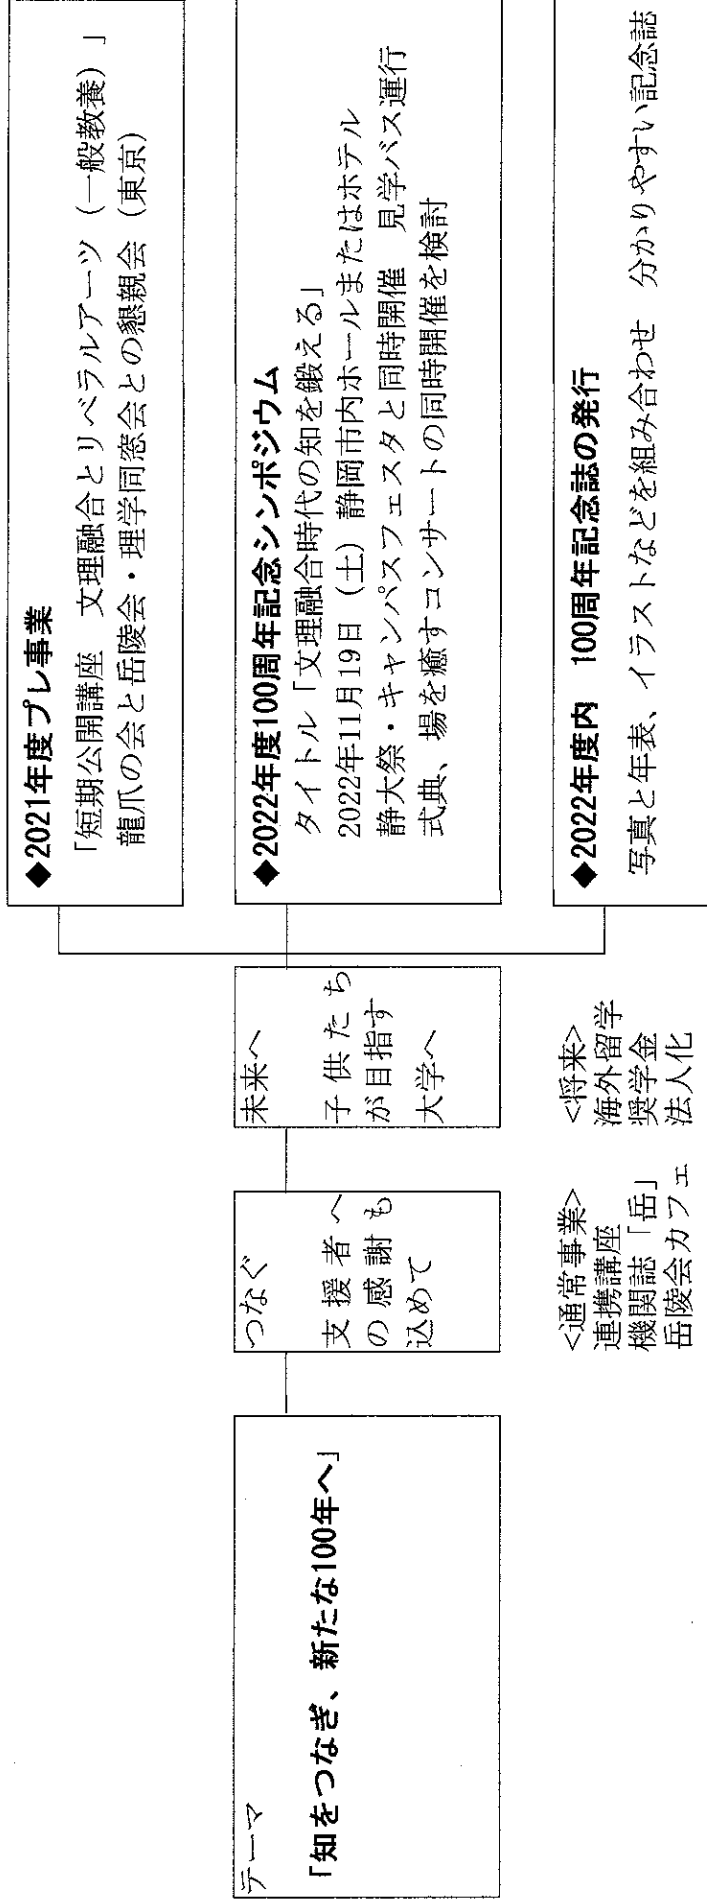 テーマ
「知をつなぎ、新たな100年へ」
つなぐ
支援者へ
の感謝も
込めて
未来へ
子供たち
が目指す
大学へ
<通常事業>
連携講座
機関誌「岳」
岳陵会カフェ
<将来>
海外留学
奨学金
法人化
◆2021年度プレ事業
「短期公開講座　文理融合とリベラルアーツ（一般教養）」
龍爪の会と岳陵会・理学同窓会との懇親会（東京）
◆2022年度100周年記念シンポジウム
タイトル「文理融合時代の知を鍛える」
2022年11月19日（土）静岡市内ホールまたはホテル
静大祭・キャンパスフェスタと同時開催　見学バス運行
式典、場を癒すコンサートの同時開催を検討
◆2022年度内　100周年記念誌の発行
写真と年表、イラストなどを組み合わせ　分かりやすい記念誌